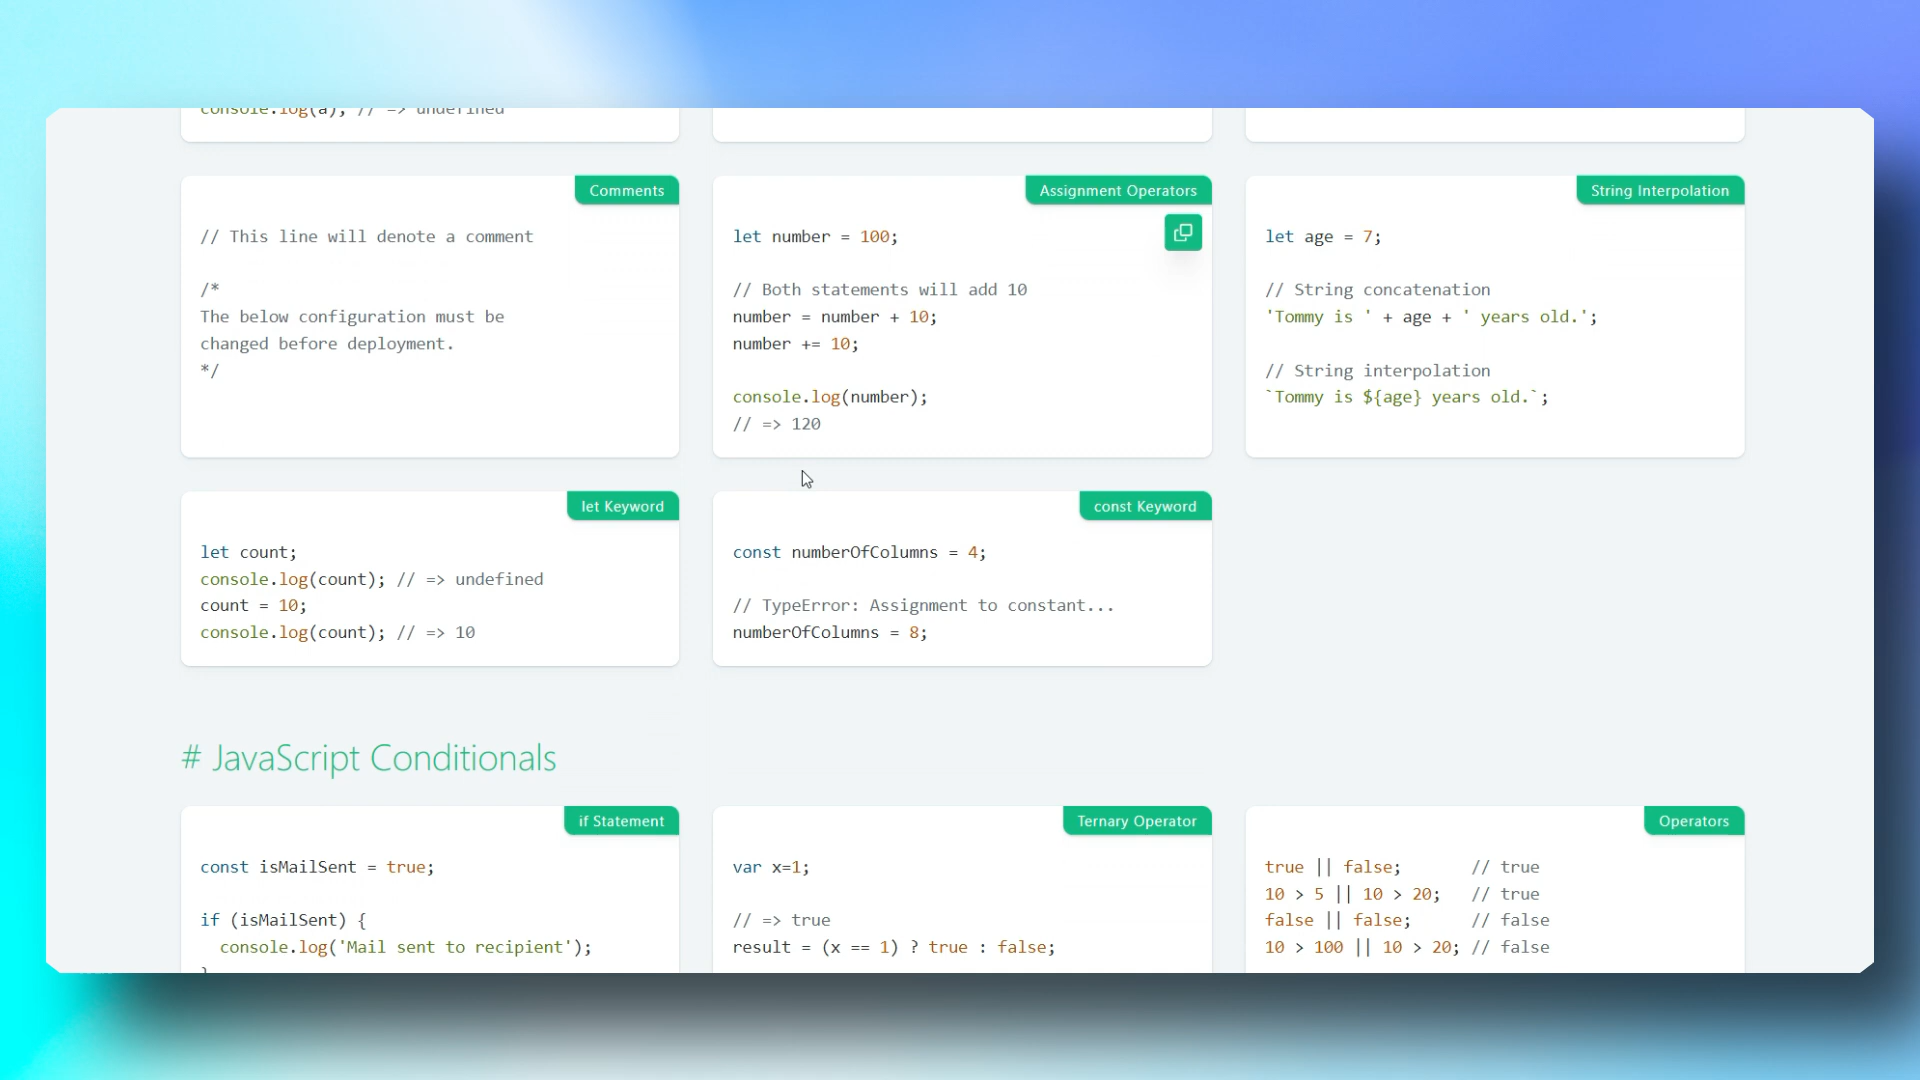 console.log(a); // => undefined
Comments
// This line will denote a comment
/*
The below configuration must be
changed before deployment.
*/
Assignment Operators
let number = 100;
// Both statements will add 10
number = number + 10;
number += 10;
console.log(number);
// => 120
String Interpolation
let age = 7;
// String concatenation
'Tommy is ' + age + ' years old.';
// String interpolation
`Tommy is ${age} years old.`;
let Keyword
let count;
console.log(count); // => undefined
count = 10;
console.log(count); // => 10
const Keyword
const numberOfColumns = 4;
// TypeError: Assignment to constant...
numberOfColumns = 8;
# JavaScript Conditionals
if Statement
const isMailSent = true;
if (isMailSent) {
console.log('Mail sent to recipient');
}
Ternary Operator
var x=1;
// => true
result = (x == 1) ? true : false;
Operators
true || false; // true
10 > 5 || 10 > 20; // true
false || false; // false
10 > 100 || 10 > 20; // false